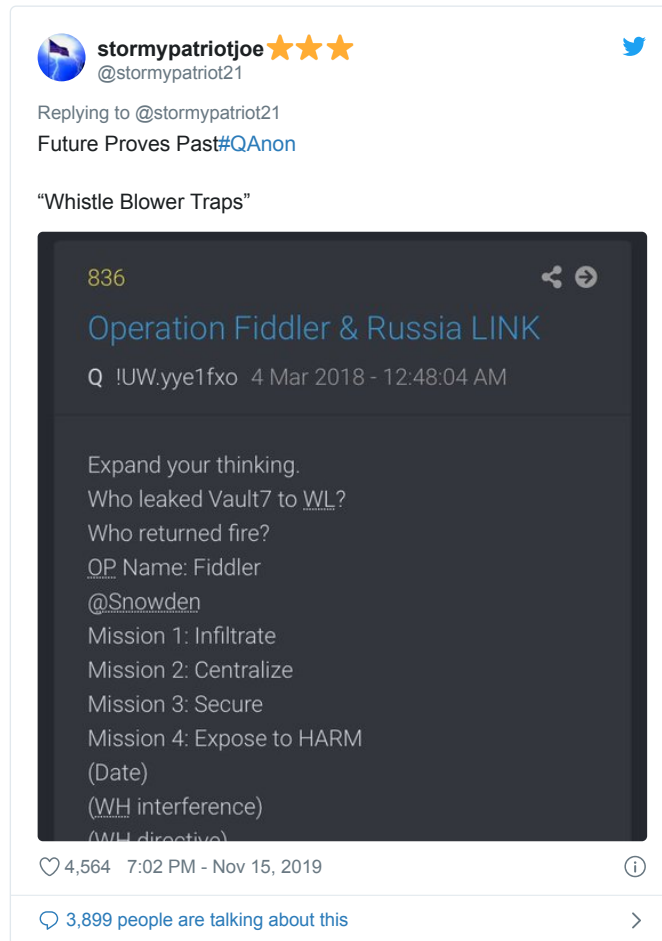 stormypatriotjoe⭐⭐⭐
@stormypatriot21
Replying to @stormypatriot21
Future Proves Past#QAnon
“Whistle Blower Traps”
836
Operation Fiddler & Russia LINK
Q !UW.yye1fxo 4 Mar 2018 - 12:48:04 AM
Expand your thinking.
Who leaked Vault7 to WL?
Who returned fire?
OP Name: Fiddler
@Snowden
Mission 1: Infiltrate
Mission 2: Centralize
Mission 3: Secure
Mission 4: Expose to HARM
(Date)
(WH interference)
(WH directive)
4,564 7:02 PM - Nov 15, 2019
3,899 people are talking about this